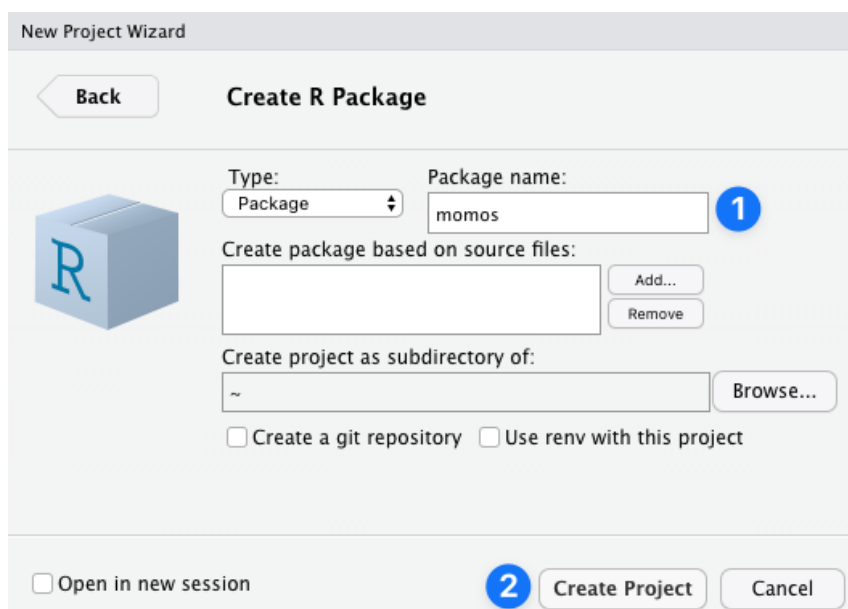 New Project Wizard
Back
Create R Package
Type:
Package name:
Package
momos
1
Create package based on source files:
R
Add...
Remove
Create project as subdirectory of:
~
Browse...
Create a git repository
Use renv with this project
Open in new session
2
Create Project
Cancel